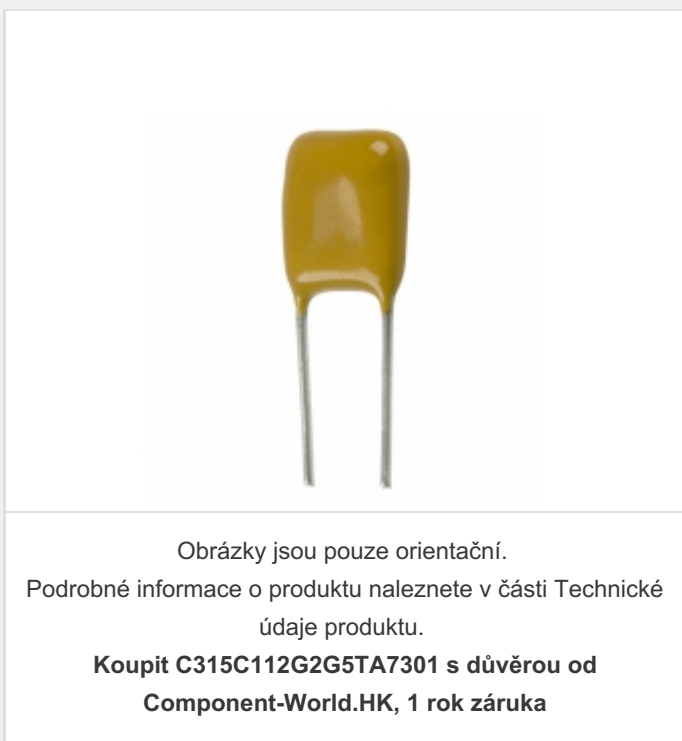 Obrázky jsou pouze orientační.
Podrobné informace o produktu naleznete v části Technické
údaje produktu.
Koupit C315C112G2G5TA7301 s důvěrou od
Component-World.HK, 1 rok záruka